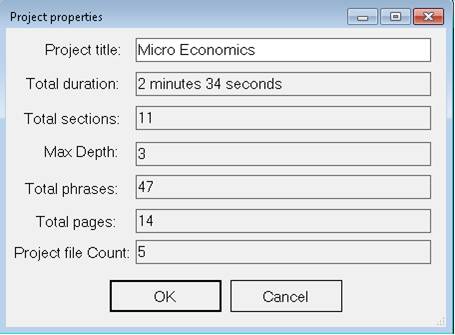 Project properties
Project title: Micro Economics
Total duration: 2 minutes 34 seconds
Total sections: 11
Max Depth: 3
Total phrases: 47
Total pages: 14
Project file Count: 5
OK Cancel